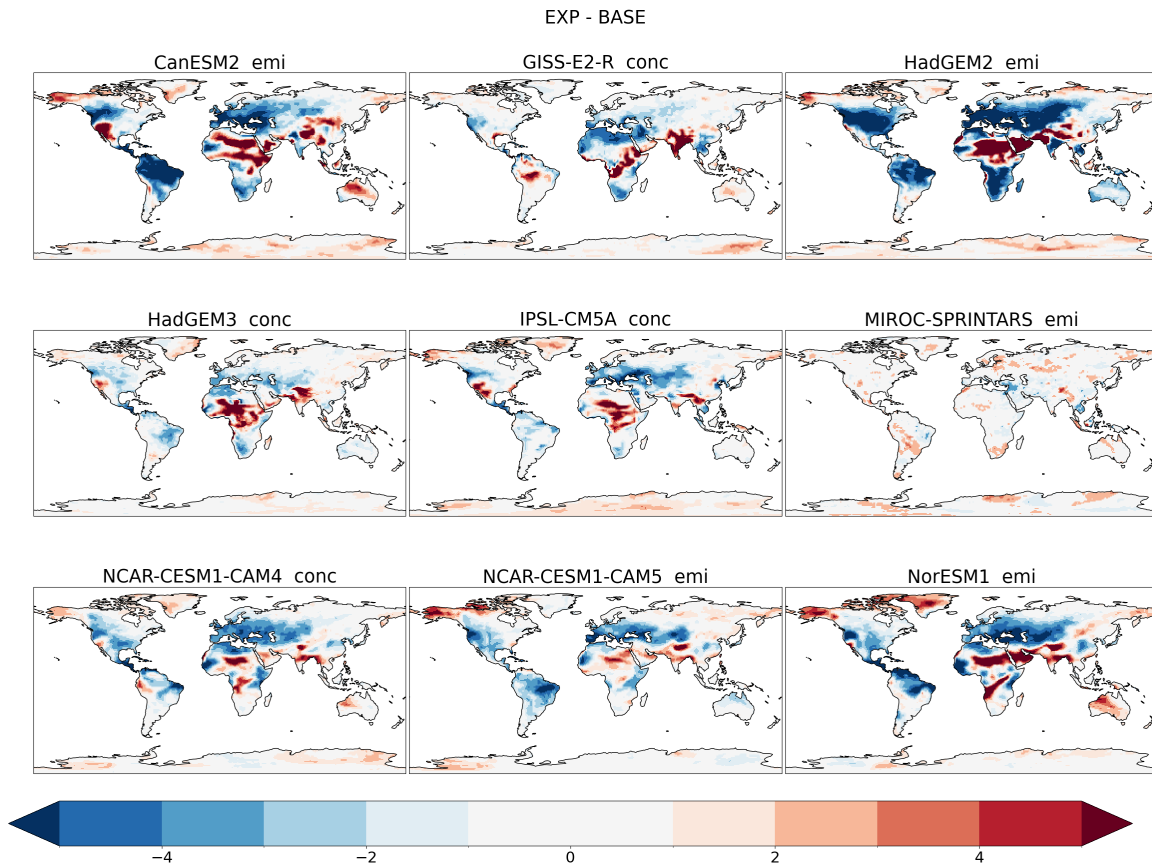 EXP - BASE
CanESM2 emi
GISS-E2-R conc
HadGEM2 emi
HadGEM3 conc
IPSL-CM5A conc
MIROC-SPRINTARS emi
NCAR-CESM1-CAM4 conc
NCAR-CESM1-CAM5 emi
NorESM1 emi
−4 −2 0 2 4